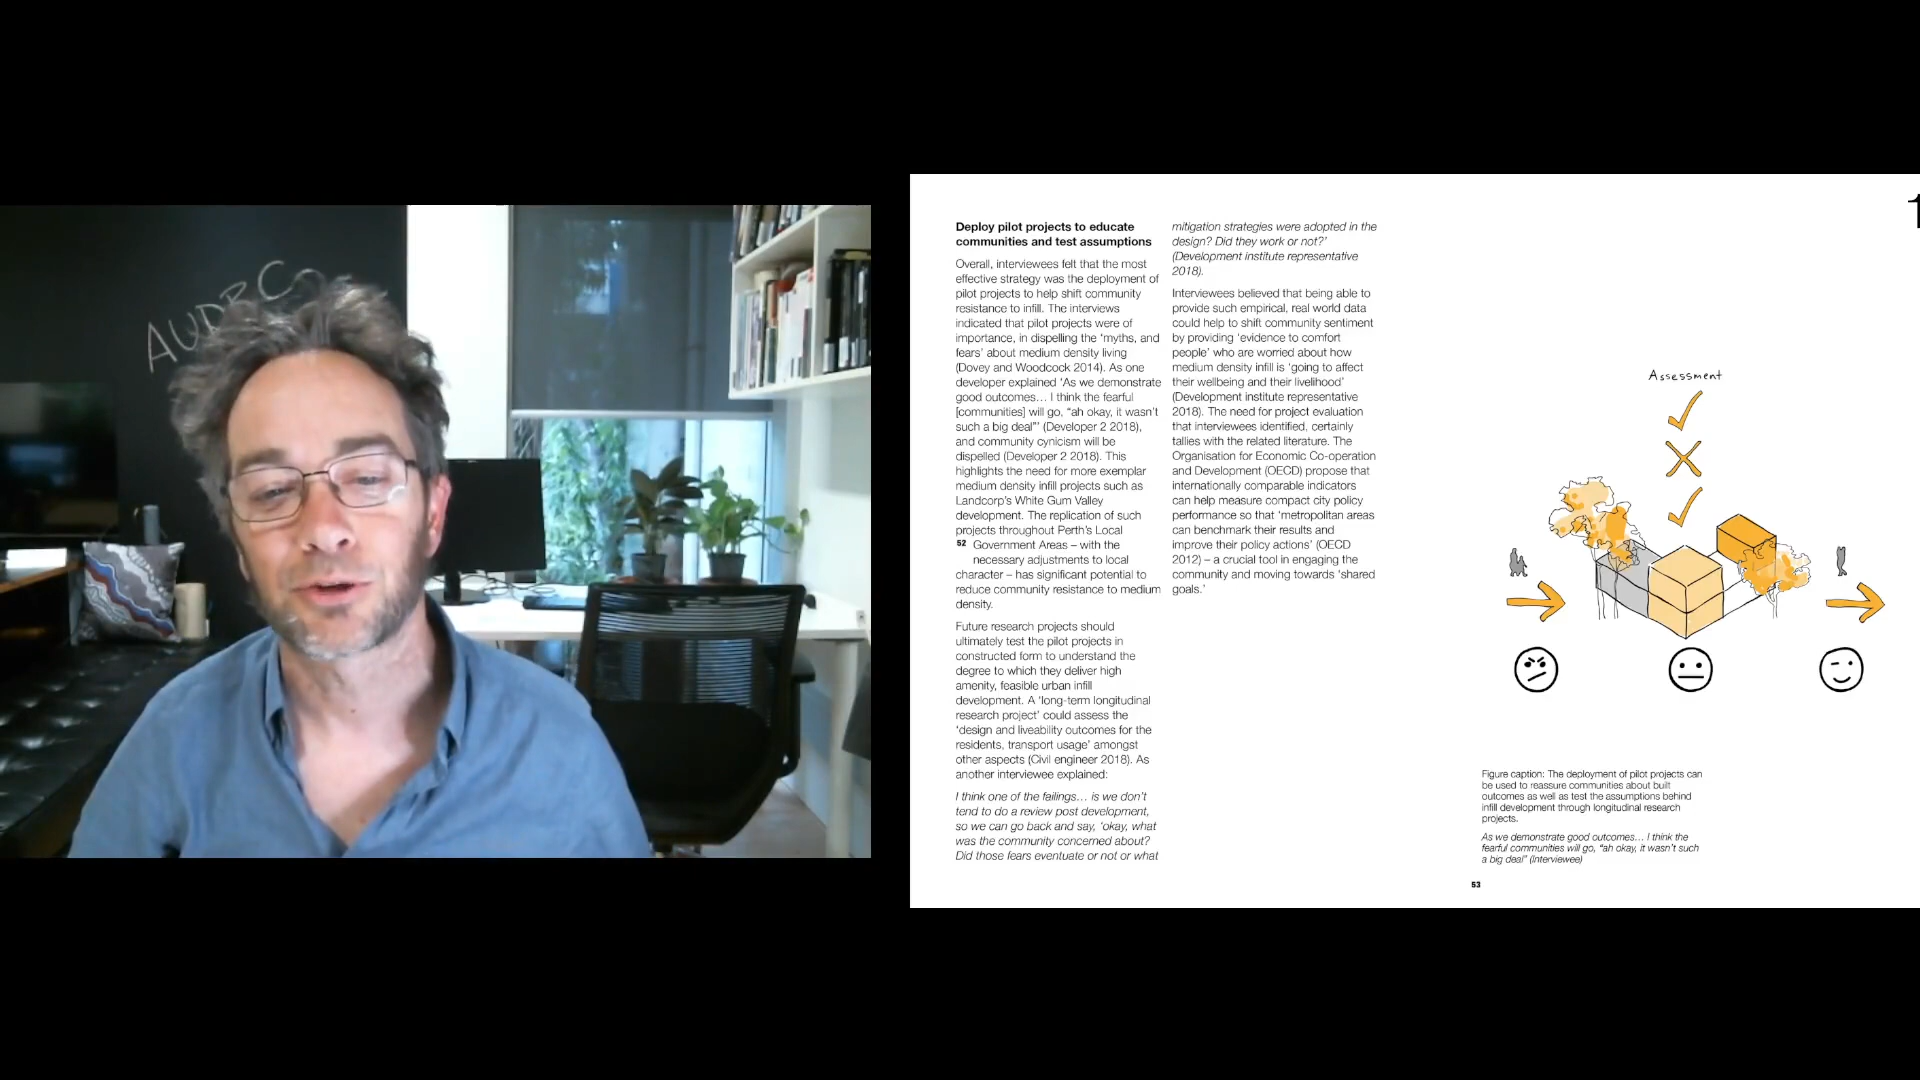 AUDRC
Deploy pilot projects to educate
communities and test assumptions
Overall, interviewees felt that the most
effective strategy was the deployment of
pilot projects to help shift community
resistance to infill. The interviews
indicated that pilot projects were of
importance, in dispelling the ‘myths, and
fears’ about medium density living
(Dovey and Woodcock 2014). As one
developer explained ‘As we demonstrate
good outcomes… I think the fearful
[communities] will go, “ah okay, it wasn’t
such a big deal”’ (Developer 2 2018),
and community cynicism will be
dispelled (Developer 2 2018). This
highlights the need for more exemplar
medium density infill projects such as
Landcorp’s White Gum Valley
development. The replication of such
projects throughout Perth’s Local
52 Government Areas – with the
necessary adjustments to local
character – has significant potential to
reduce community resistance to medium
density.
Future research projects should
ultimately test the pilot projects in
constructed form to understand the
degree to which they deliver high
amenity, feasible urban infill
development. A ‘long-term longitudinal
research project’ could assess the
‘design and liveability outcomes for the
residents, transport usage’ amongst
other aspects (Civil engineer 2018). As
another interviewee explained:
I think one of the failings… is we don’t
tend to do a review post development,
so we can go back and say, ‘okay, what
was the community concerned about?
Did those fears eventuate or not or what
mitigation strategies were adopted in the
design? Did they work or not?’
(Development institute representative
2018).
Interviewees believed that being able to
provide such empirical, real world data
could help to shift community sentiment
by providing ‘evidence to comfort
people’ who are worried about how
medium density infill is ‘going to affect
their wellbeing and their livelihood’
(Development institute representative
2018). The need for project evaluation
that interviewees identified, certainly
tallies with the related literature. The
Organisation for Economic Co-operation
and Development (OECD) propose that
internationally comparable indicators
can help measure compact city policy
performance so that ‘metropolitan areas
can benchmark their results and
improve their policy actions’ (OECD
2012) – a crucial tool in engaging the
community and moving towards ‘shared
goals.’
Assessment
Figure caption: The deployment of pilot projects can
be used to reassure communities about built
outcomes as well as test the assumptions behind
infill development through longitudinal research
projects.
As we demonstrate good outcomes… I think the
fearful communities will go, “ah okay, it wasn’t such
a big deal” (Interviewee)
53